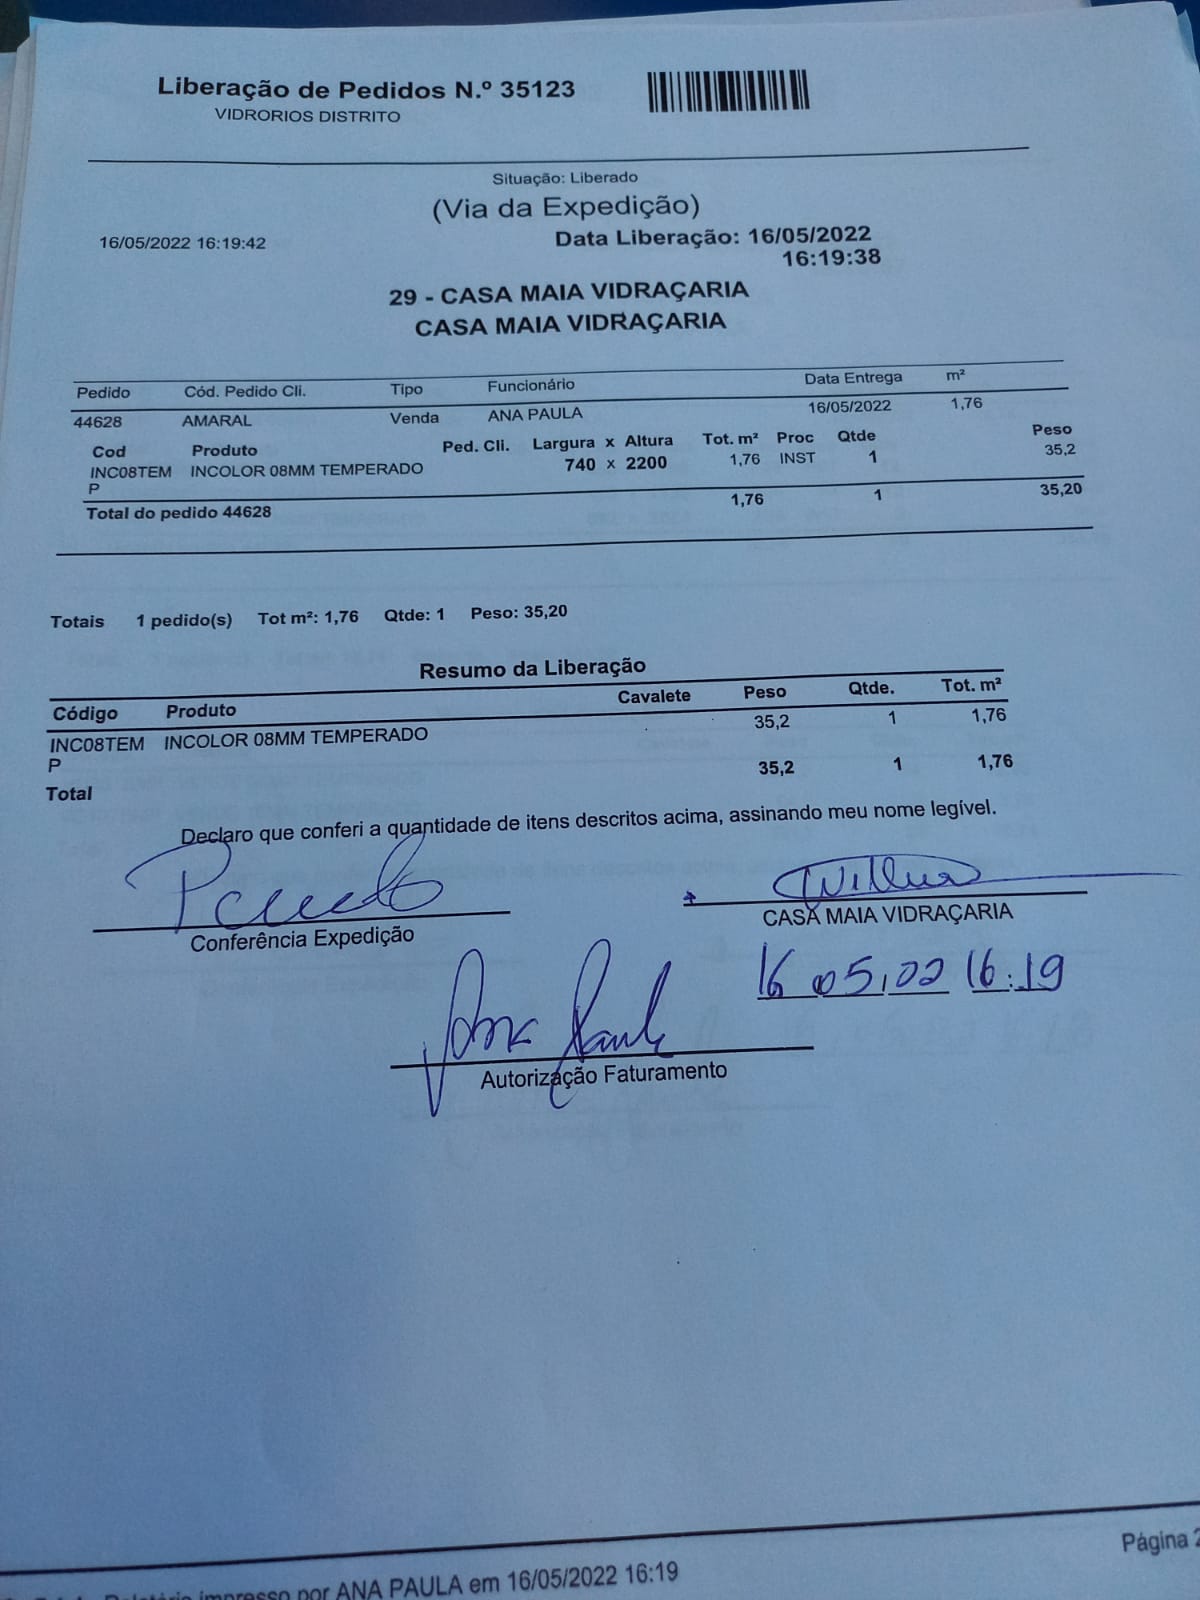 Liberação de Pedidos N.º 35123
VIDRORIOS DISTRITO
Situação: Liberado
(Via da Expedição)
16/05/2022 16:19:42 Data Liberação: 16/05/2022
16:19:38
29 - CASA MAIA VIDRAÇARIA
CASA MAIA VIDRAÇARIA
Pedido Cód. Pedido Cli. Tipo Funcionário Data Entrega m²
44628 AMARAL Venda ANA PAULA 16/05/2022 1,76
Cod Produto Ped. Cli. Largura x Altura Tot. m² Proc Qtde Peso
INC08TEM INCOLOR 08MM TEMPERADO 740 x 2200 1,76 INST 1 35,2
P
Total do pedido 44628 1,76 1 35,20
Totais 1 pedido(s) Tot m²: 1,76 Qtde: 1 Peso: 35,20
Resumo da Liberação
Código Produto Cavalete Peso Qtde. Tot. m²
INC08TEM INCOLOR 08MM TEMPERADO 35,2 1 1,76
P
Total 35,2 1 1,76
Declaro que conferi a quantidade de itens descritos acima, assinando meu nome legível.
Conferência Expedição
CASA MAIA VIDRAÇARIA
16 05,02 16:19
Ana Paula
Autorização Faturamento
Página 2
Relatório impresso por ANA PAULA em 16/05/2022 16:19